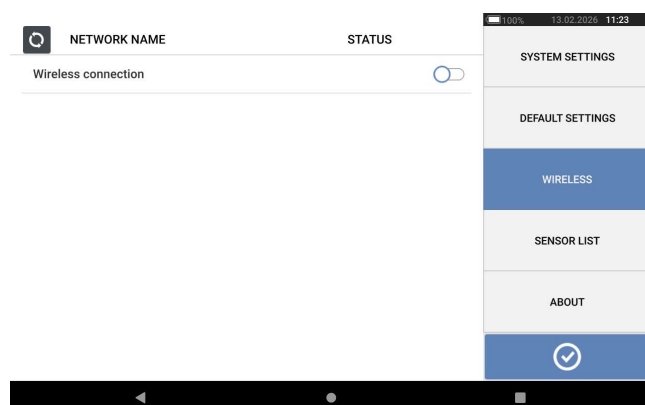 100% 13.02.2026 11:23
NETWORK NAME STATUS
Wireless connection
SYSTEM SETTINGS
DEFAULT SETTINGS
WIRELESS
SENSOR LIST
ABOUT